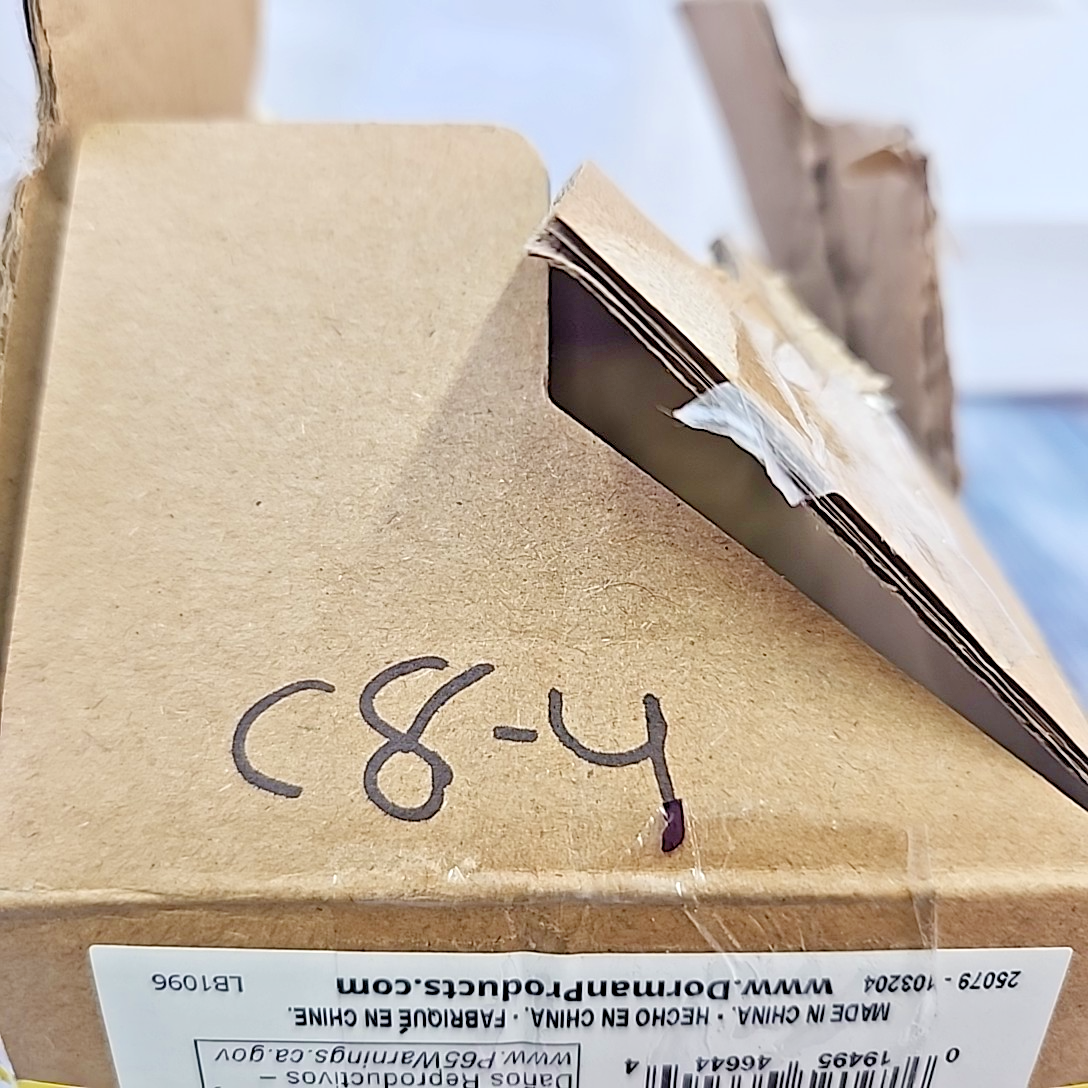 C8-4
0 19495 46644 4
Daños Reproductivos –
www.P65Warnings.ca.gov
MADE IN CHINA. • HECHO EN CHINA. • FABRIQUÉ EN CHINE.
25079 - 103204 www.DormanProducts.com LB1096